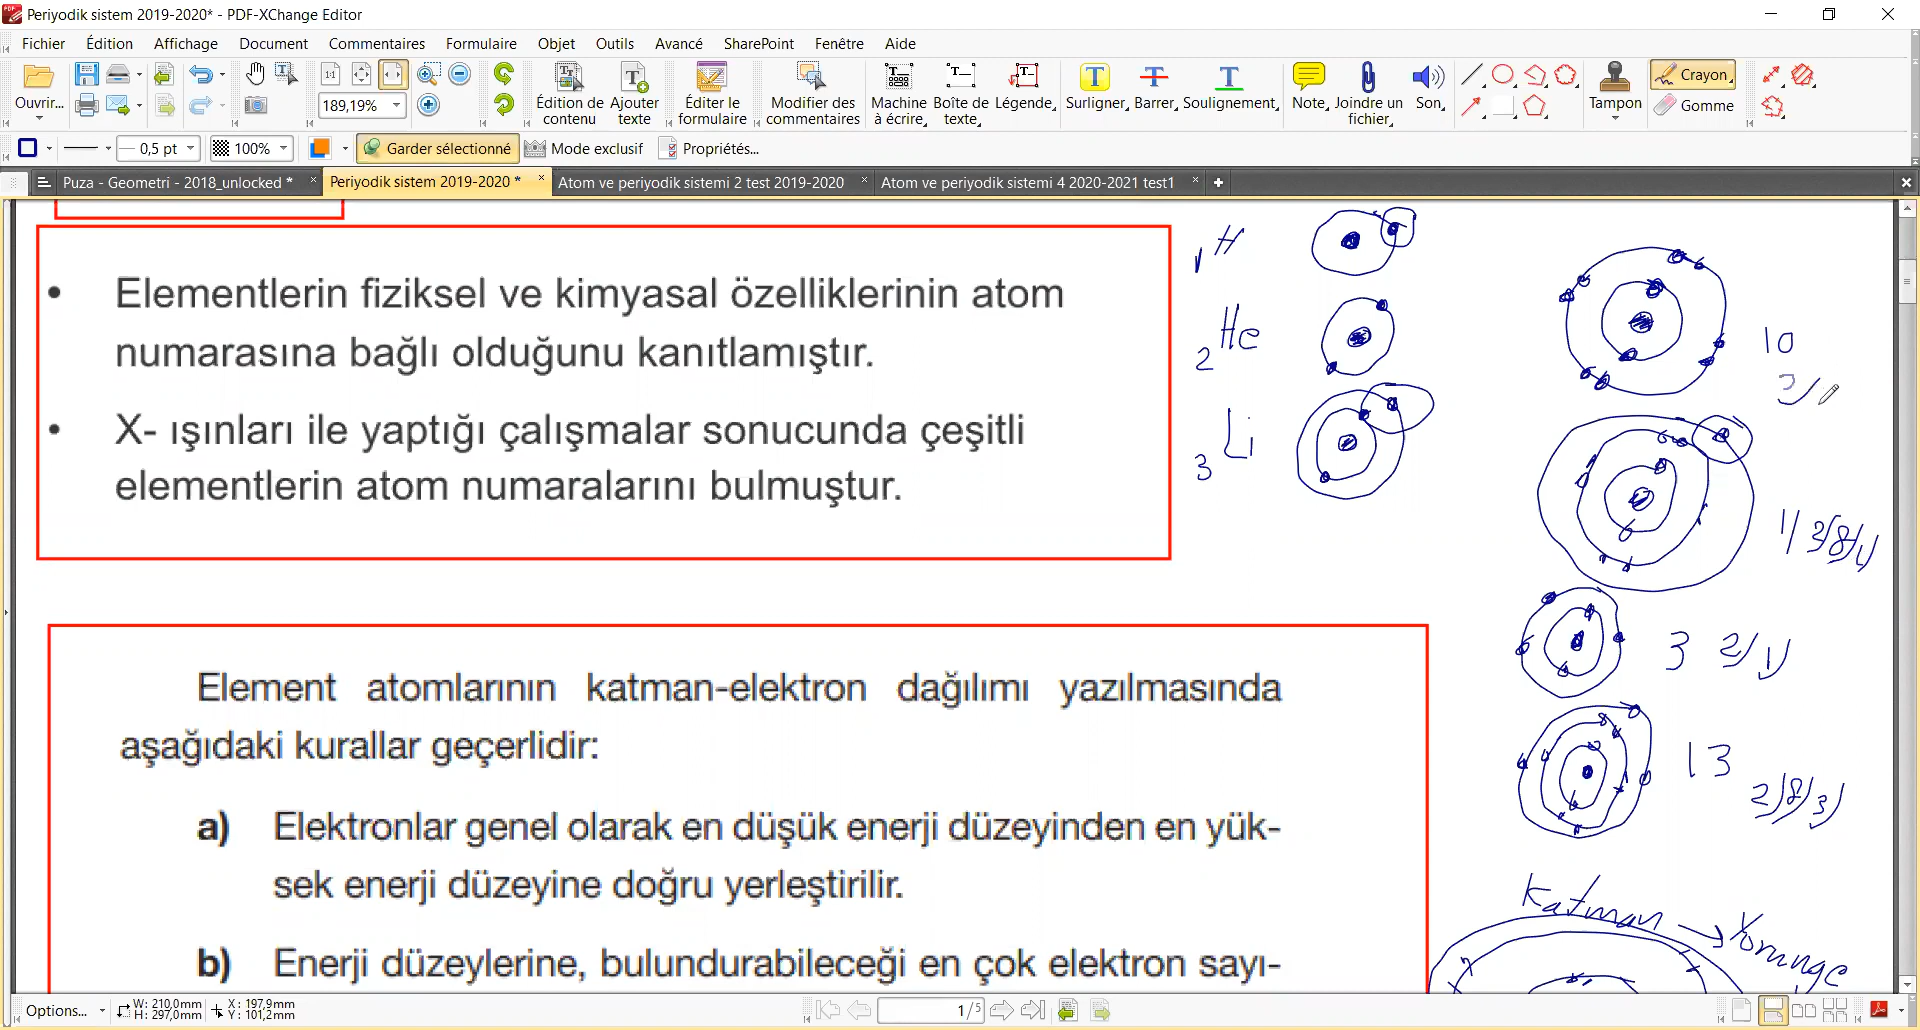 Periyodik sistem 2019-2020* - PDF-XChange Editor
Fichier Édition Affichage Document Commentaires Formulaire Objet Outils Avancé SharePoint Fenêtre Aide
Ouvrir... 189,19% Édition de contenu Ajouter texte Éditer le formulaire Modifier des commentaires Machine à écrire Boîte de texte Légende Surligner Barrer Soulignement Note Joindre un fichier Son Tampon Crayon Gomme
0,5 pt 100% Garder sélectionné Mode exclusif Propriétés...
Puza - Geometri - 2018_unlocked * Periyodik sistem 2019-2020 * Atom ve periyodik sistemi 2 test 2019-2020 Atom ve periyodik sistemi 4 2020-2021 test1
• Elementlerin fiziksel ve kimyasal özelliklerinin atom
numarasına bağlı olduğunu kanıtlamıştır.
• X- ışınları ile yaptığı çalışmalar sonucunda çeşitli
elementlerin atom numaralarını bulmuştur.
1 H
2 He
3 Li
10
3 2) 1)
13
2) 8) 3)
Katman → Yörünge
Element atomlarının katman-elektron dağılımı yazılmasında
aşağıdaki kurallar geçerlidir:
a) Elektronlar genel olarak en düşük enerji düzeyinden en yük-
sek enerji düzeyine doğru yerleştirilir.
b) Enerji düzeylerine, bulundurabileceği en çok elektron sayı-
Options... W: 210,0mm H: 297,0mm X: 197,9mm Y: 101,2mm 1/5